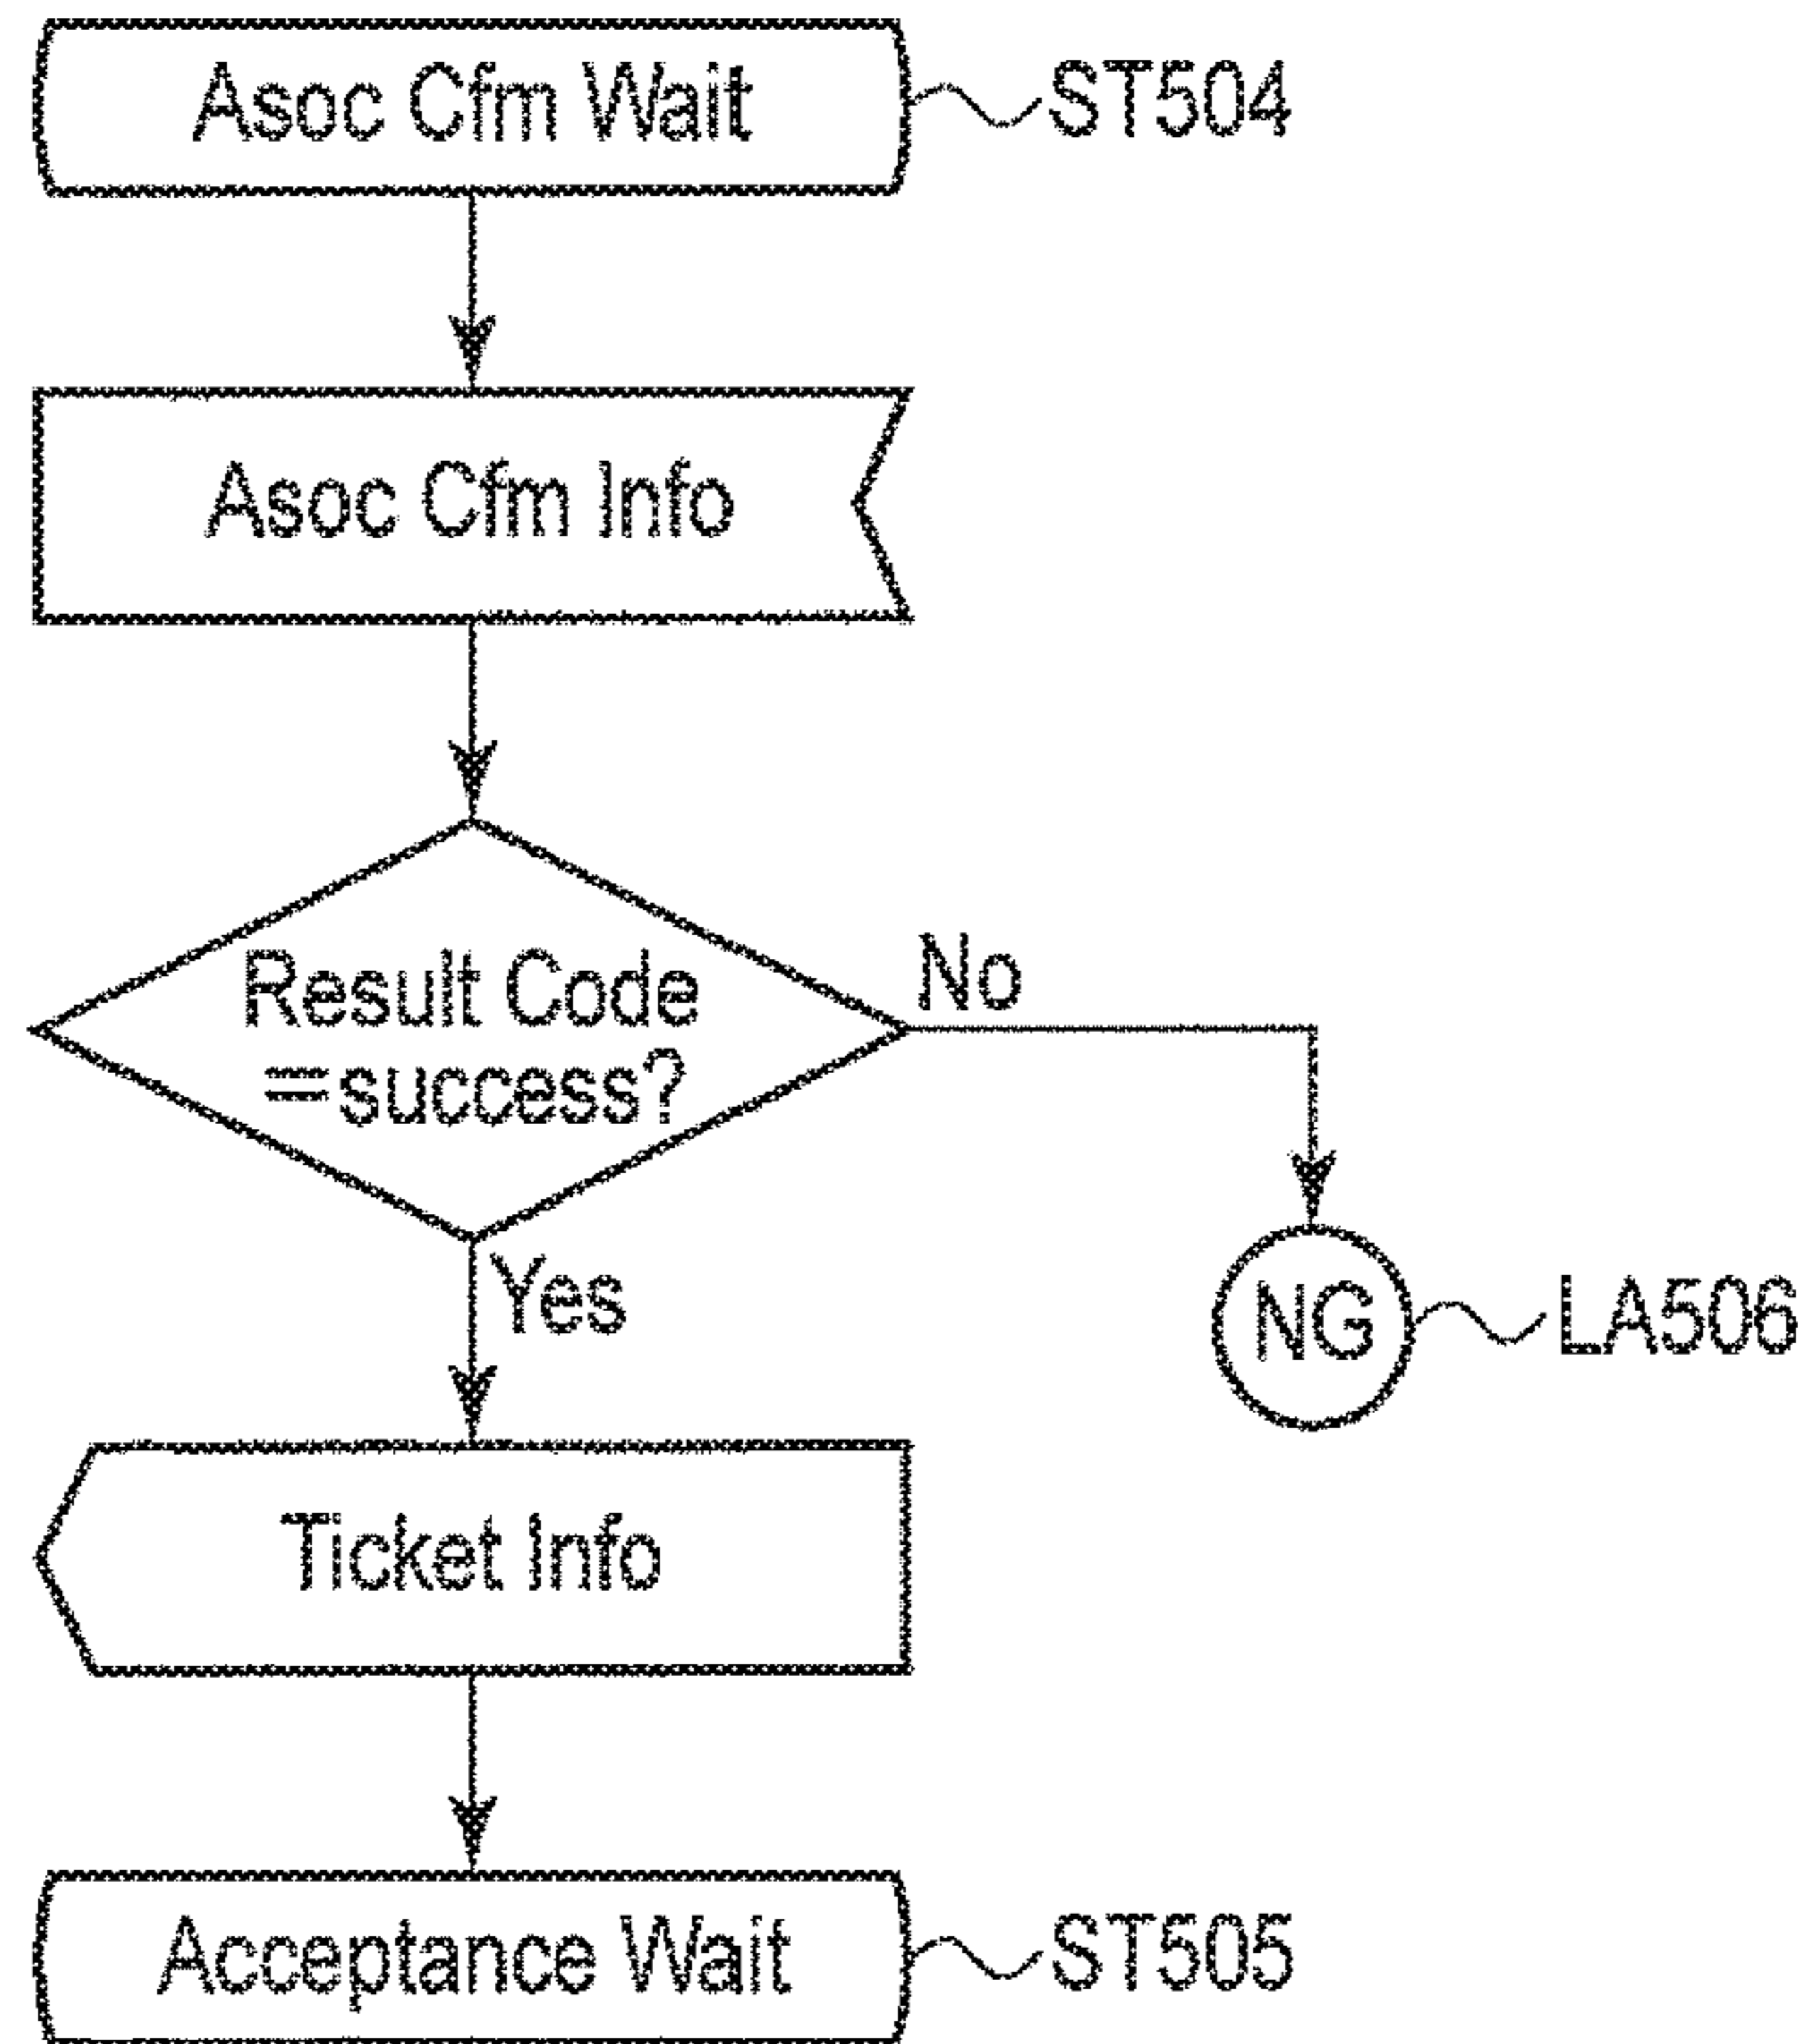 Asoc Cfm Wait ST504
Asoc Cfm Info
Result Code
=success?
No
Yes
NG LA506
Ticket Info
Acceptance Wait ST505